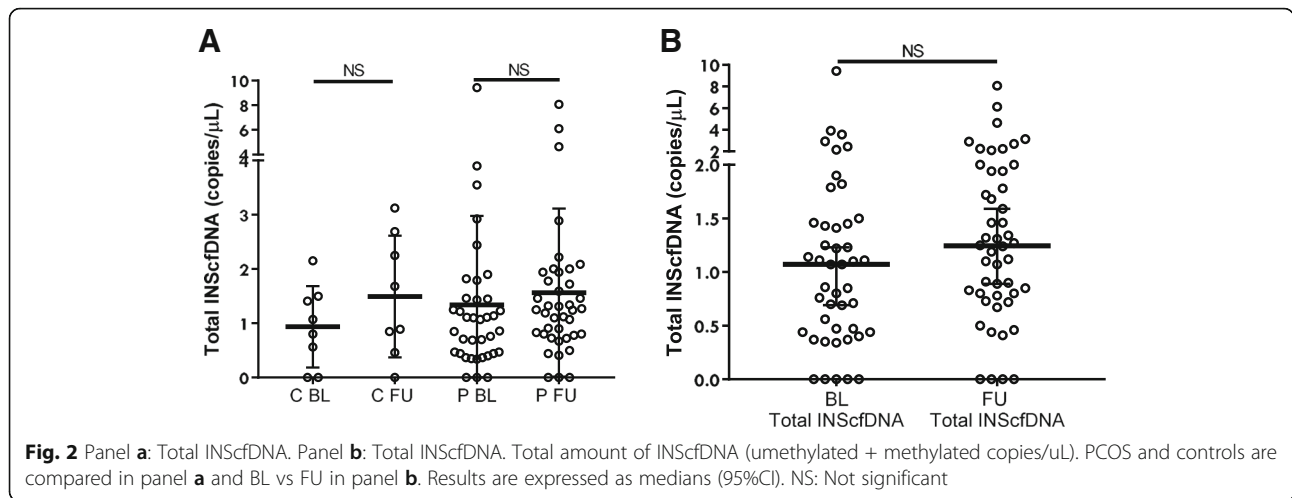 A
NS
NS
Total INScfDNA (copies/μL)
10
8
6
4
4
3
2
1
0
C BL
C FU
P BL
P FU
B
NS
Total INScfDNA (copies/μL)
10
8
6
4
2
2.0
1.5
1.0
0.5
0.0
BL
FU
Total INScfDNA
Total INScfDNA
Fig. 2 Panel a: Total INScfDNA. Panel b: Total INScfDNA. Total amount of INScfDNA (umethylated + methylated copies/uL). PCOS and controls are
compared in panel a and BL vs FU in panel b. Results are expressed as medians (95%CI). NS: Not significant